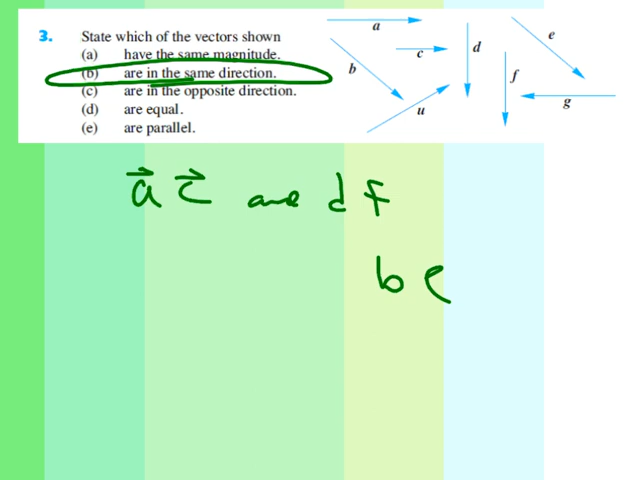 3. State which of the vectors shown
(a) have the same magnitude.
(b) are in the same direction.
(c) are in the opposite direction.
(d) are equal.
(e) are parallel.
a
b
c
d
e
f
g
u
a c and d f
b e